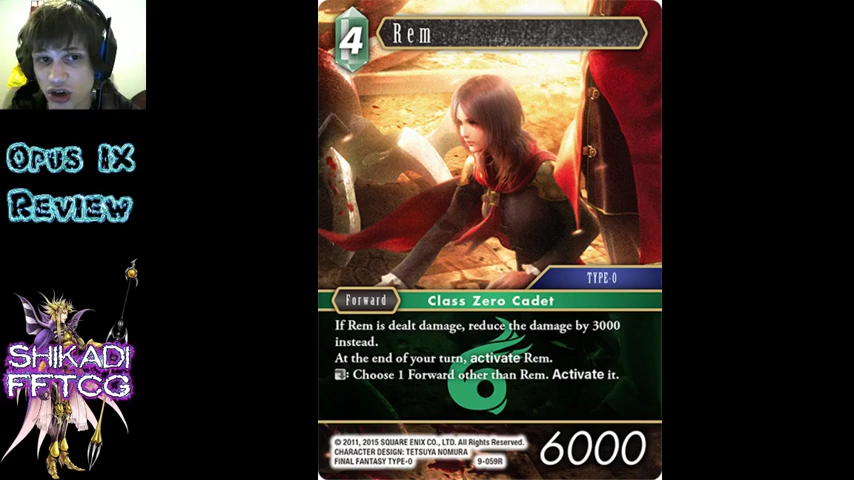 4
Rem
Opus IX
Review
TYPE-0
Forward
Class Zero Cadet
If Rem is dealt damage, reduce the damage by 3000
instead.
At the end of your turn, activate Rem.
: Choose 1 Forward other than Rem. Activate it.
SHIKADI
FFTCG
© 2011, 2015 SQUARE ENIX CO., LTD. All Rights Reserved.
CHARACTER DESIGN: TETSUYA NOMURA
FINAL FANTASY TYPE-0
9-059R
6000